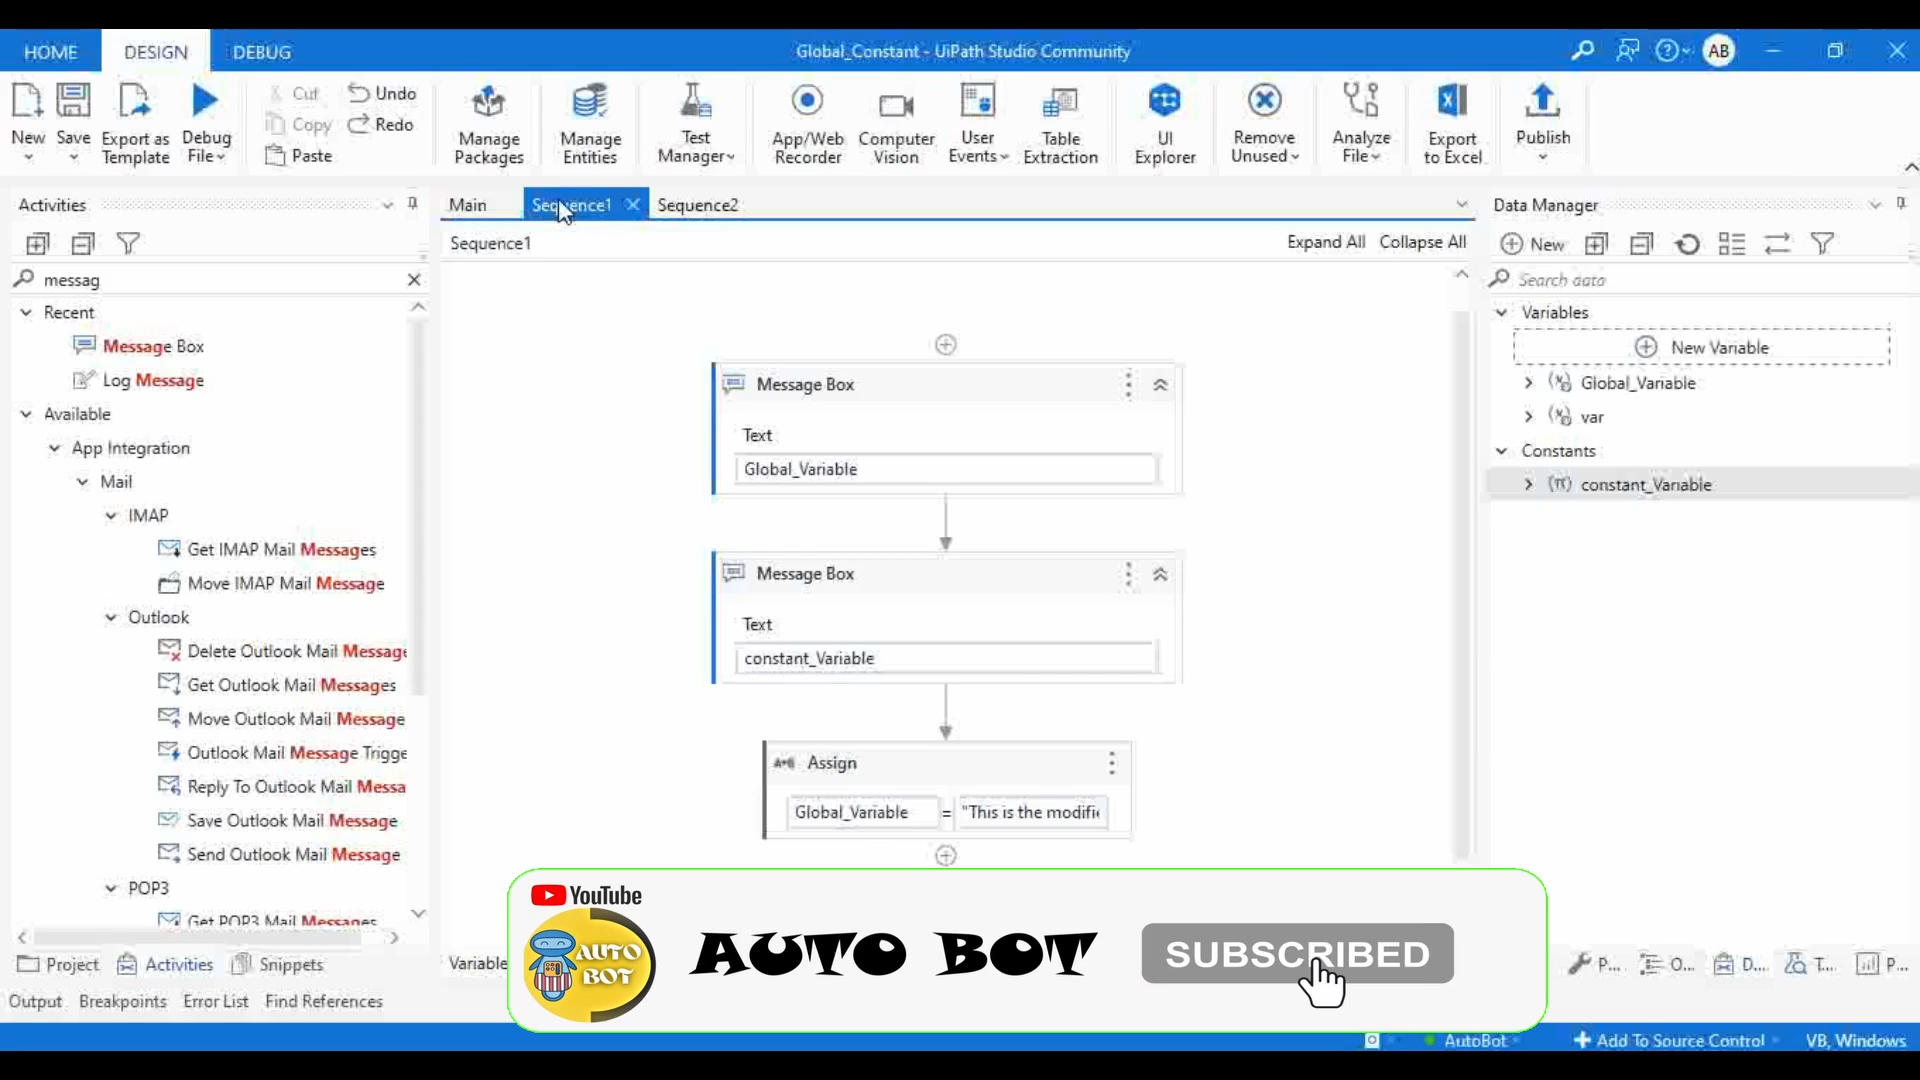 HOME DESIGN DEBUG Global_Constant - UiPath Studio Community AB
New Save Export as Template Debug File Cut Copy Paste Undo Redo Manage Packages Manage Entities Test Manager App/Web Recorder Computer Vision User Events Table Extraction UI Explorer Remove Unused Analyze File Export to Excel Publish
Activities
messag
Recent
Message Box
Log Message
Available
App Integration
Mail
IMAP
Get IMAP Mail Messages
Move IMAP Mail Message
Outlook
Delete Outlook Mail Message
Get Outlook Mail Messages
Move Outlook Mail Message
Outlook Mail Message Trigge
Reply To Outlook Mail Messa
Save Outlook Mail Message
Send Outlook Mail Message
POP3
Get POP3 Mail Messages
Project Activities Snippets
Main Sequence1 Sequence2
Sequence1 Expand All Collapse All
Message Box
Text
Global_Variable
Message Box
Text
constant_Variable
A+B Assign
Global_Variable = "This is the modifie
Variable
Data Manager
New
Search data
Variables
New Variable
Global_Variable
var
Constants
(π) constant_Variable
P... O... D... T... P...
YouTube
AUTO BOT
AUTO BOT SUBSCRIBED
Output Breakpoints Error List Find References
AutoBot Add To Source Control VB, Windows